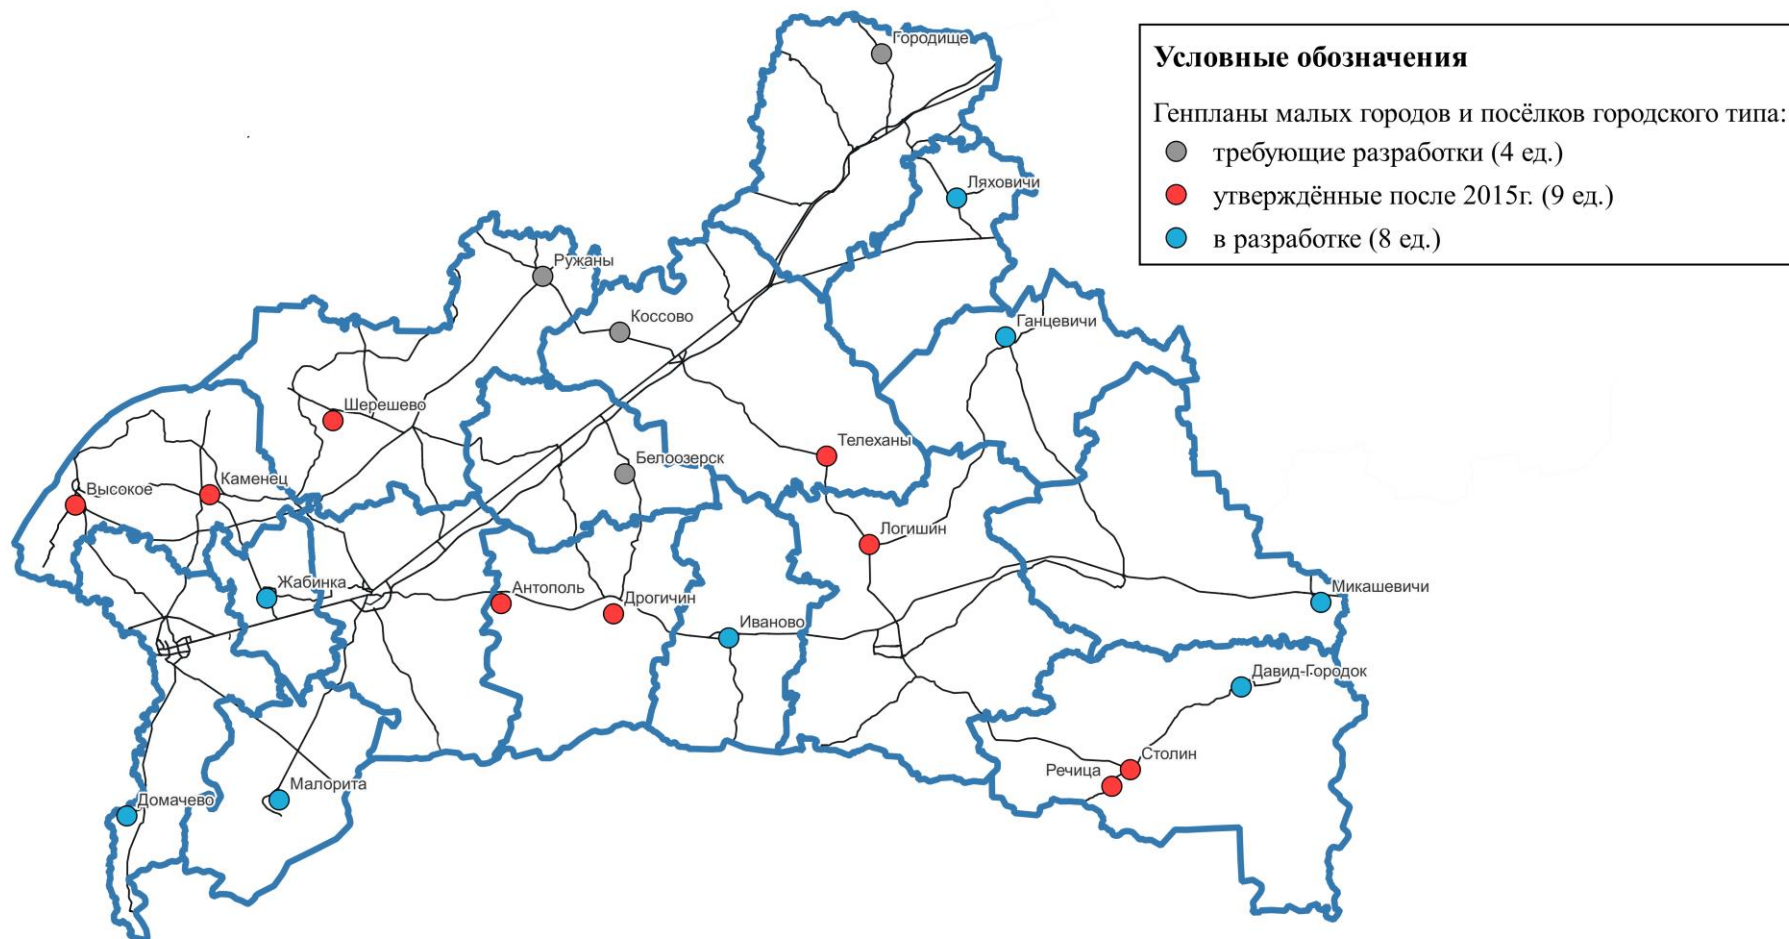 Условные обозначения
Генпланы малых городов и посёлков городского типа:
требующие разработки (4 ед.)
утверждённые после 2015г. (9 ед.)
в разработке (8 ед.)
Городище
Ляховичи
Ружаны
Коссово
Ганцевичи
Шерешево
Телеханы
Белоозерск
Каменец
Высокое
Логишин
Жабинка
Антополь
Дрогичин
Микашевичи
Иваново
Давид-Городок
Столин
Речица
Малорита
Домачево